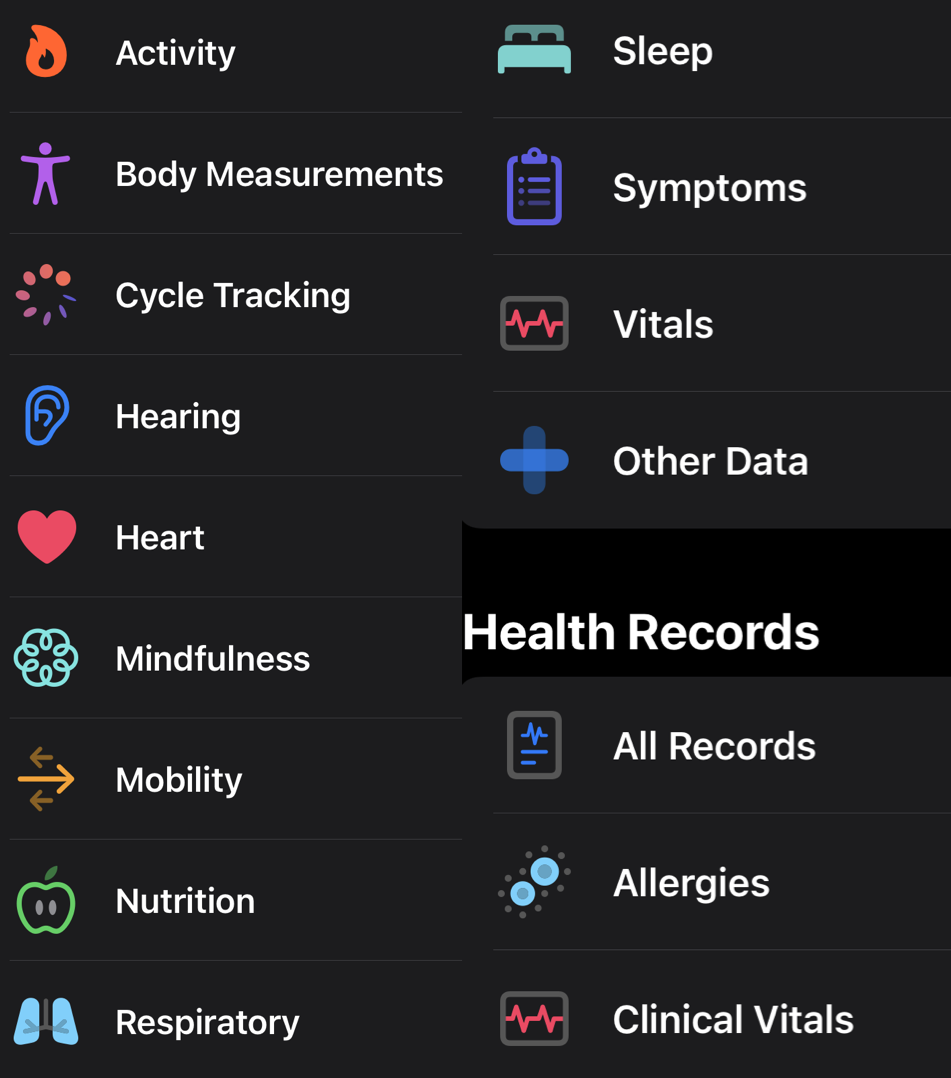 Activity
Body Measurements
Cycle Tracking
Hearing
Heart
Mindfulness
Mobility
Nutrition
Respiratory
Sleep
Symptoms
Vitals
Other Data
Health Records
All Records
Allergies
Clinical Vitals